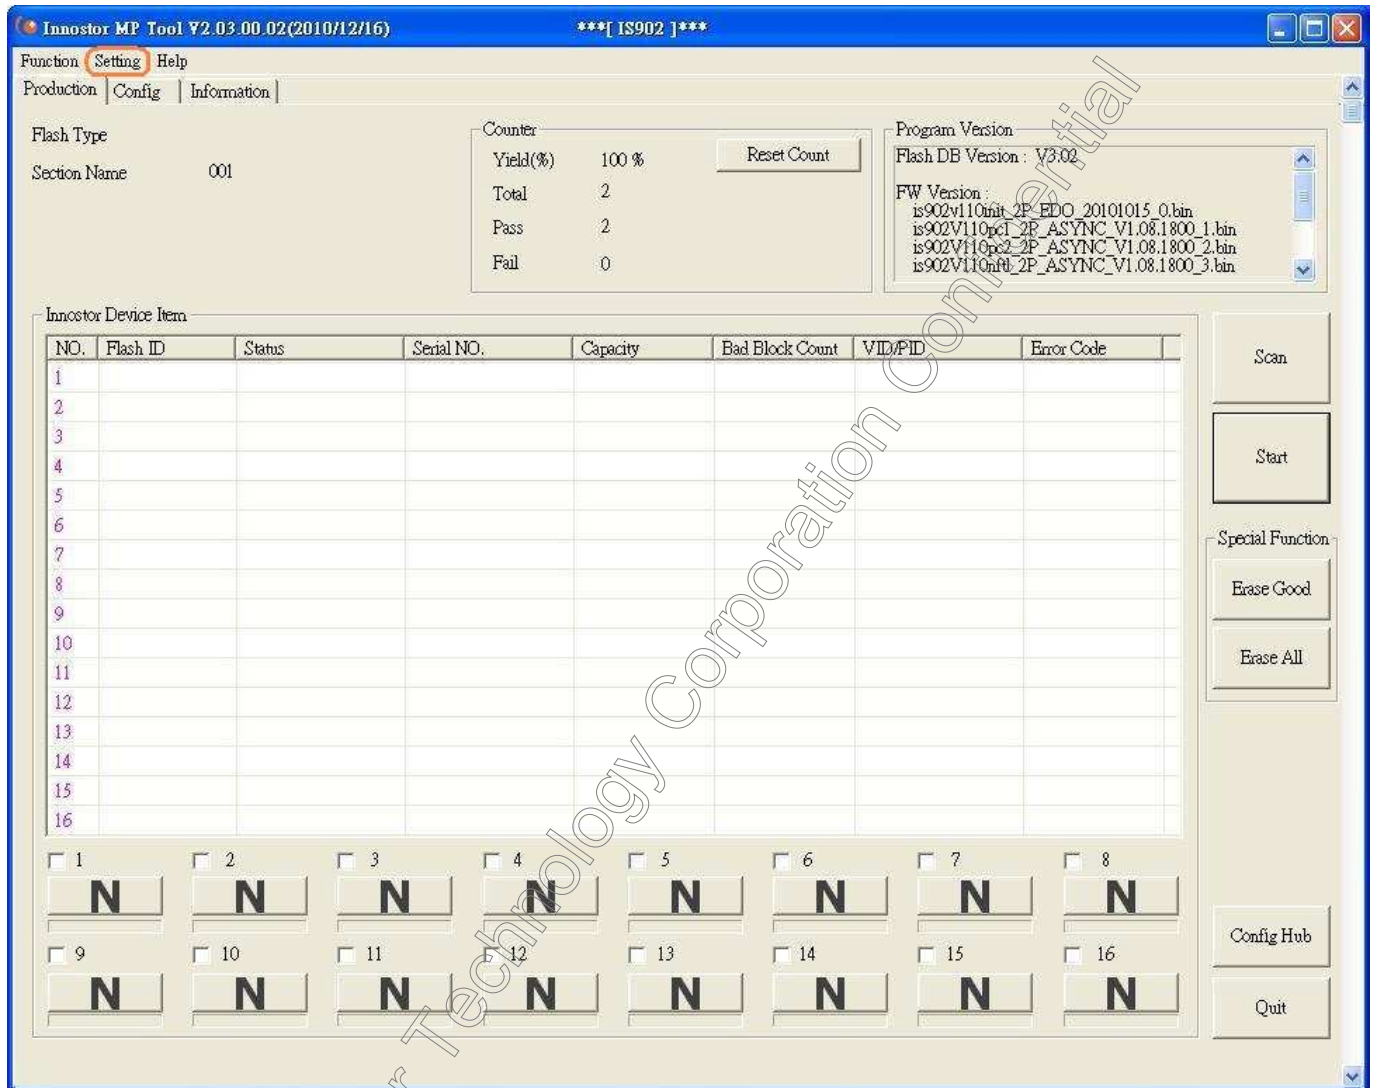 Innostor MP Tool V2.03.00.02(2010/12/16) ***[ IS902 ]***
Function Setting Help
Production Config Information
Flash Type
Section Name 001
Counter
Yield(%) 100 %
Total 2
Pass 2
Fail 0
Reset Count
Program Version
Flash DB Version : V3.02
FW Version :
is902v110init_2P_EDO_20101015_0.bin
is902V110pc1_2P_ASYNC_V1.08.1800_1.bin
is902V110pc2_2P_ASYNC_V1.08.1800_2.bin
is902V110nftl_2P_ASYNC_V1.08.1800_3.bin
Innostor Device Item
NO. Flash ID Status Serial NO. Capacity Bad Block Count VID/PID Error Code
1
2
3
4
5
6
7
8
9
10
11
12
13
14
15
16
Scan
Start
Special Function
Erase Good
Erase All
1 2 3 4 5 6 7 8
N N N N N N N N
9 10 11 12 13 14 15 16
N N N N N N N N
Config Hub
Quit
Technology Corporation Confidential